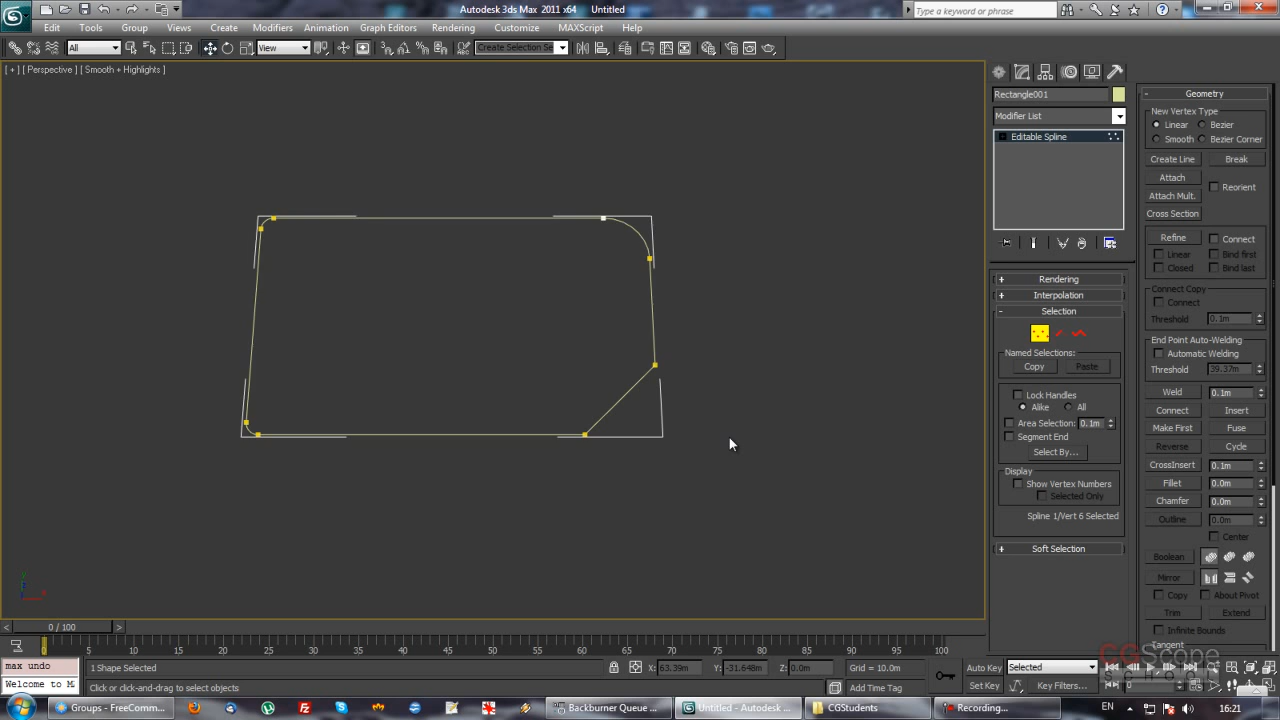 Autodesk 3ds Max 2011 x64 Untitled
Type a keyword or phrase
Edit Tools Group Views Create Modifiers Animation Graph Editors Rendering Customize MAXScript Help
All View Create Selection Se
[ + ] [ Perspective ] [ Smooth + Highlights ]
Rectangle001
Modifier List
Editable Spline
+ Rendering
+ Interpolation
- Selection
Named Selections:
Copy Paste
Lock Handles
Alike All
Area Selection: 0.1m
Segment End
Select By...
Display
Show Vertex Numbers
Selected Only
Spline 1/Vert 6 Selected
+ Soft Selection
- Geometry
New Vertex Type
Linear Bezier
Smooth Bezier Corner
Create Line Break
Attach
Reorient
Attach Mult.
Cross Section
Refine Connect
Linear Bind first
Closed Bind last
Connect Copy
Connect
Threshold 0.1m
End Point Auto-Welding
Automatic Welding
Threshold 99.37m
Weld 0.1m
Connect Insert
Make First Fuse
Reverse Cycle
CrossInsert 0.1m
Fillet 0.0m
Chamfer 0.0m
Outline 0.0m
Center
Boolean
Mirror
Copy About Pivot
Trim Extend
Infinite Bounds
Tangent
CGScope
SCHOOL
< 0 / 100 >
0 5 10 15 20 25 30 35 40 45 50 55 60 65 70 75 80 85 90 95 100
max undo
Welcome to M
1 Shape Selected
Click or click-and-drag to select objects
X: 63.39m Y: -31.648m Z: 0.0m Grid = 10.0m
Add Time Tag
Auto Key Selected
Set Key Key Filters...
0
Groups - FreeComm...
Backburner Queue ...
Untitled - Autodesk ...
CGStudents
Recording...
EN 16:21